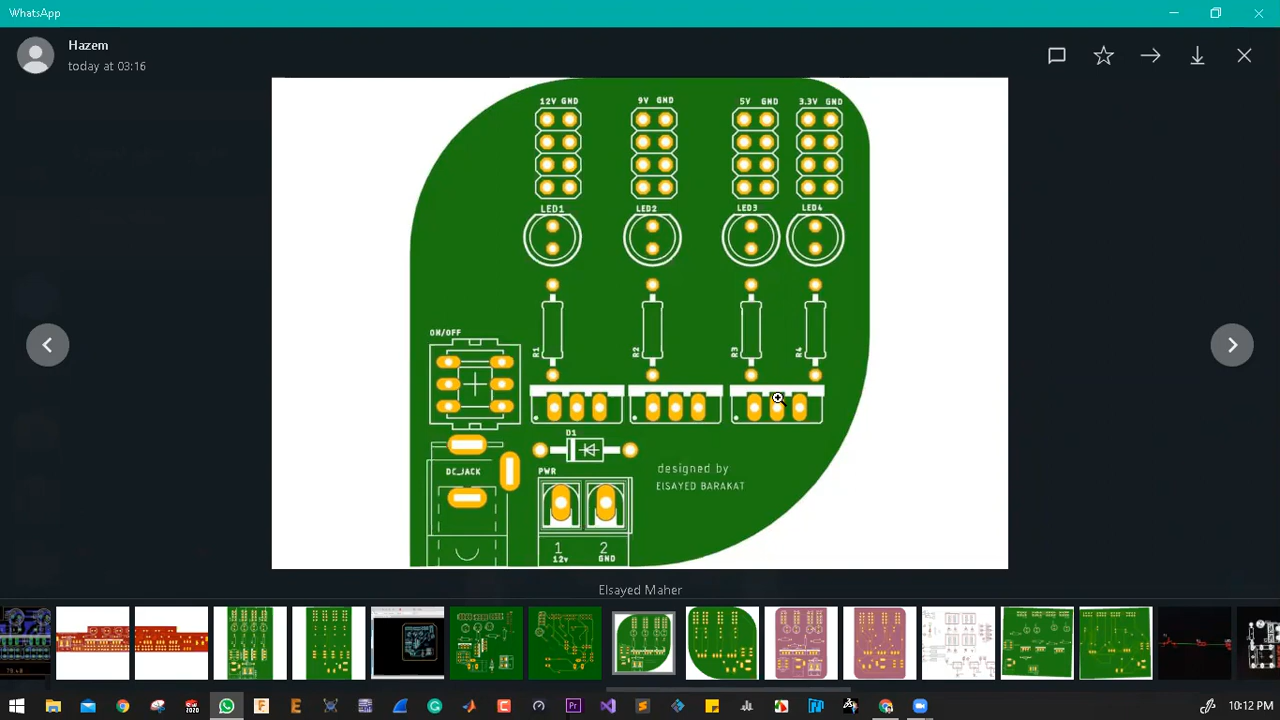 WhatsApp
Hazem
today at 03:16
12V GND
9V GND
5V GND
3.3V GND
LED1
LED2
LED3
LED4
R1
R2
R3
R4
ON/OFF
D1
DC_JACK
PWR
designed by
ELSAYED BARAKAT
1
2
12v
GND
Elsayed Maher
10:12 PM